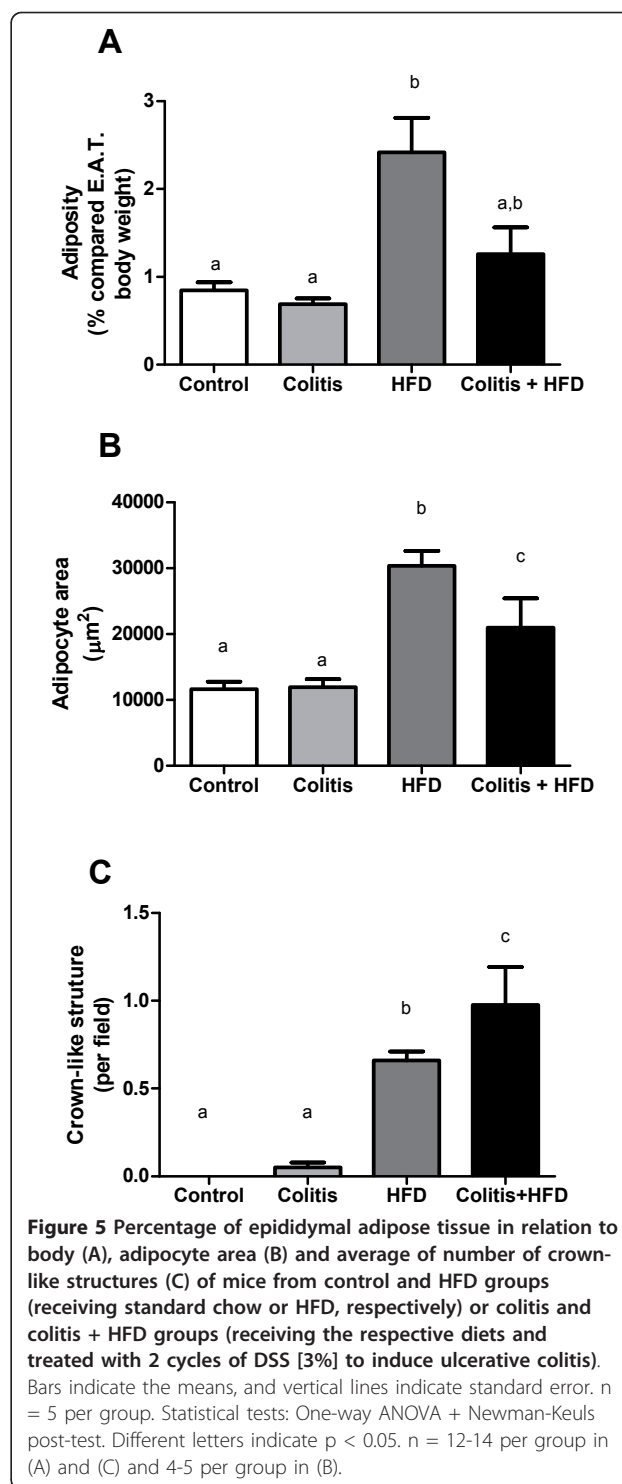 A
Adiposity
(% compared E.A.T.
body weight)
3
2
1
0
a
a
b
a,b
Control Colitis HFD Colitis + HFD
B
Adipocyte area
(µm²)
40000
30000
20000
10000
0
a
a
b
c
Control Colitis HFD Colitis + HFD
C
Crown-like struture
(per field)
1.5
1.0
0.5
0.0
a
a
b
c
Control Colitis HFD Colitis+HFD
Figure 5 Percentage of epididymal adipose tissue in relation to
body (A), adipocyte area (B) and average of number of crown-
like structures (C) of mice from control and HFD groups
(receiving standard chow or HFD, respectively) or colitis and
colitis + HFD groups (receiving the respective diets and
treated with 2 cycles of DSS [3%] to induce ulcerative colitis).
Bars indicate the means, and vertical lines indicate standard error. n
= 5 per group. Statistical tests: One-way ANOVA + Newman-Keuls
post-test. Different letters indicate p < 0.05. n = 12-14 per group in
(A) and (C) and 4-5 per group in (B).